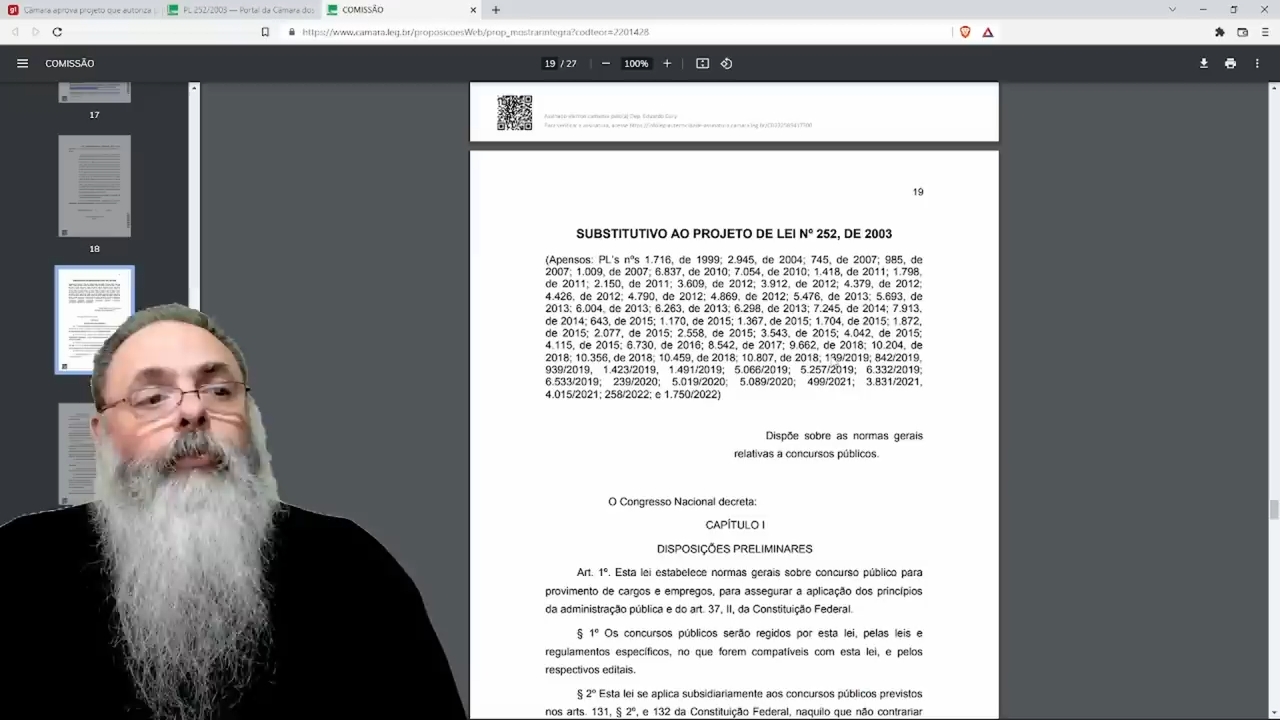 Câmara aprova projeto que autoriza
PL 252/2003 — Portal da Câmara dos
COMISSÃO
https://www.camara.leg.br/proposicoesWeb/prop_mostrarintegra?codteor=2201428
COMISSÃO
19 / 27
100%
17
18
19
SUBSTITUTIVO AO PROJETO DE LEI Nº 252, DE 2003
(Apensos: PL's nºs 1.716, de 1999; 2.945, de 2004; 745, de 2007; 985, de
2007; 1.009, de 2007; 6.837, de 2010; 7.054, de 2010; 1.418, de 2011; 1.798,
de 2011; 2.150, de 2011; 3.609, de 2012; 3.912, de 2012; 4.379, de 2012;
4.426, de 2012; 4.790, de 2012; 4.869, de 2012; 5.476, de 2013; 5.693, de
2013; 6.004, de 2013; 6.263, de 2013; 6.298, de 2013; 7.245, de 2014; 7.913,
de 2014; 643, de 2015; 1.170, de 2015; 1.367, de 2015; 1.704, de 2015; 1.872,
de 2015; 2.077, de 2015; 2.558, de 2015; 3.543, de 2015; 4.042, de 2015;
4.115, de 2015; 6.730, de 2016; 8.542, de 2017; 9.662, de 2018; 10.204, de
2018; 10.356, de 2018; 10.459, de 2018; 10.807, de 2018; 199/2019; 842/2019,
939/2019, 1.423/2019, 1.491/2019; 5.066/2019; 5.257/2019; 6.332/2019;
6.533/2019; 239/2020; 5.019/2020; 5.089/2020; 499/2021; 3.831/2021,
4.015/2021; 258/2022; e 1.750/2022)
Dispõe sobre as normas gerais
relativas a concursos públicos.
O Congresso Nacional decreta:
CAPÍTULO I
DISPOSIÇÕES PRELIMINARES
Art. 1º. Esta lei estabelece normas gerais sobre concurso público para
provimento de cargos e empregos, para assegurar a aplicação dos princípios
da administração pública e do art. 37, II, da Constituição Federal.
§ 1º Os concursos públicos serão regidos por esta lei, pelas leis e
regulamentos específicos, no que forem compatíveis com esta lei, e pelos
respectivos editais.
§ 2º Esta lei se aplica subsidiariamente aos concursos públicos previstos
nos arts. 131, § 2º, e 132 da Constituição Federal, naquilo que não contrariar